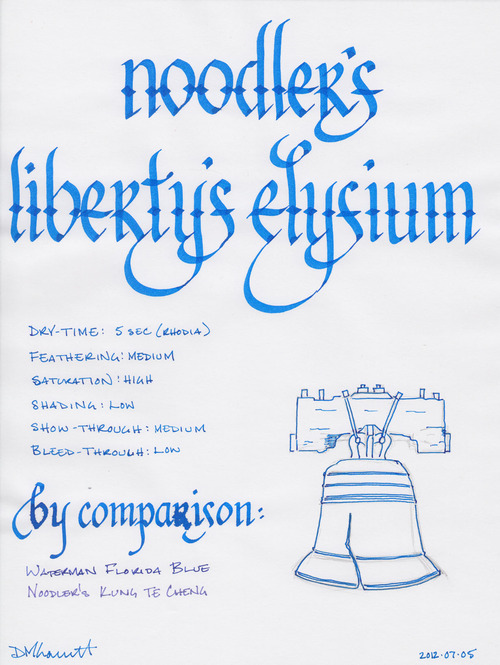 noodler's
liberty's elysium
DRY-TIME: 5 SEC (RHODIA)
FEATHERING: MEDIUM
SATURATION: HIGH
SHADING: LOW
SHOW-THROUGH: MEDIUM
BLEED-THROUGH: LOW
by comparison:
WATERMAN FLORIDA BLUE
NOODLER'S KUNG TE CHENG
2012.07.05